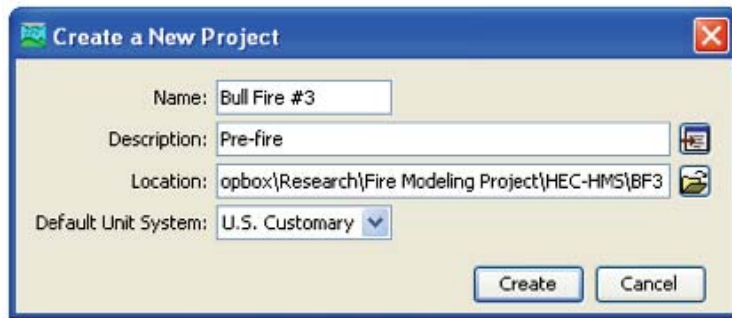 Create a New Project
Name: Bull Fire #3
Description: Pre-fire
Location: opbox\Research\Fire Modeling Project\HEC-HMS\BF3
Default Unit System: U.S. Customary
Create Cancel